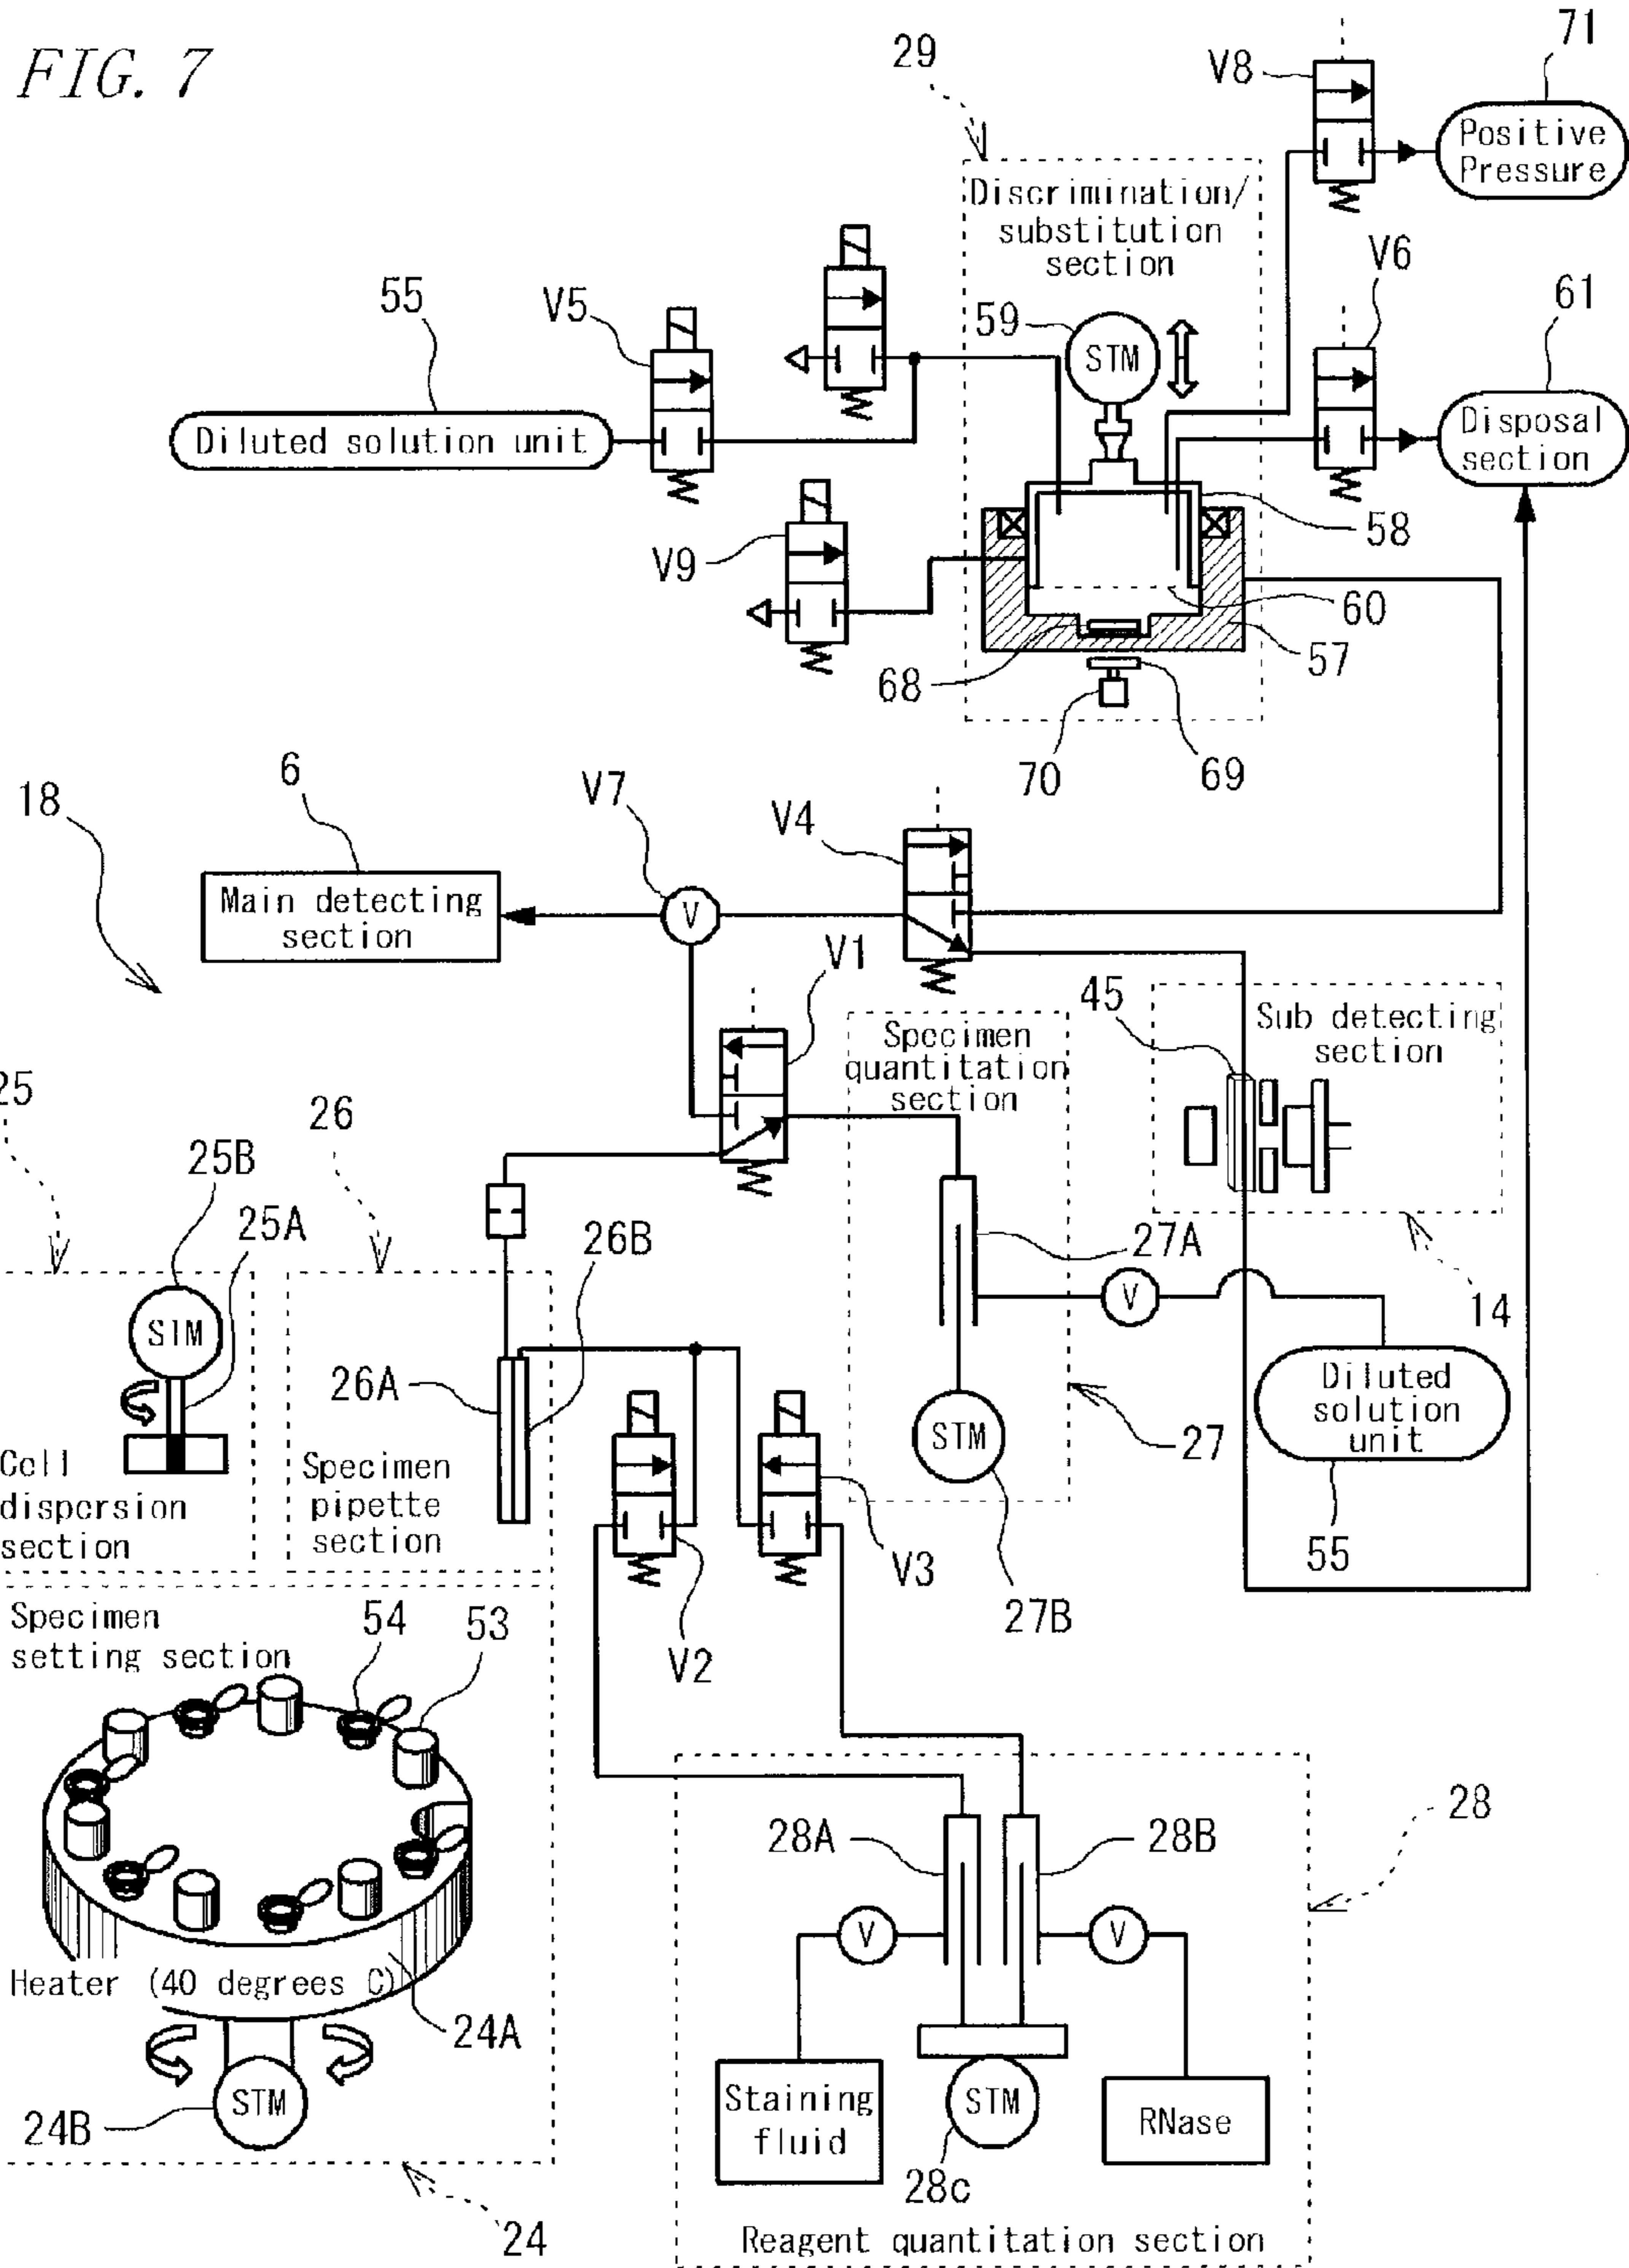 FIG. 7
71
29
V8
Positive
Pressure
Discrimination/
substitution
section
V6
61
55
V5
59
STM
Disposal
section
Diluted solution unit
58
V9
60
57
68
70
69
6
18
V7
V4
Main detecting
section
V
V1
45
Sub detecting
section
Specimen
quantitation
section
25
26
25B
25A
26B
27A
STM
V
14
26A
Diluted
solution
unit
STM
27
Cell
dispersion
section
Specimen
pipette
section
V3
55
27B
Specimen
setting section
54
53
V2
28
28A
28B
V
V
Heater (40 degrees C)
24A
STM
24B
Staining
fluid
STM
RNase
28c
24
Reagent quantitation section